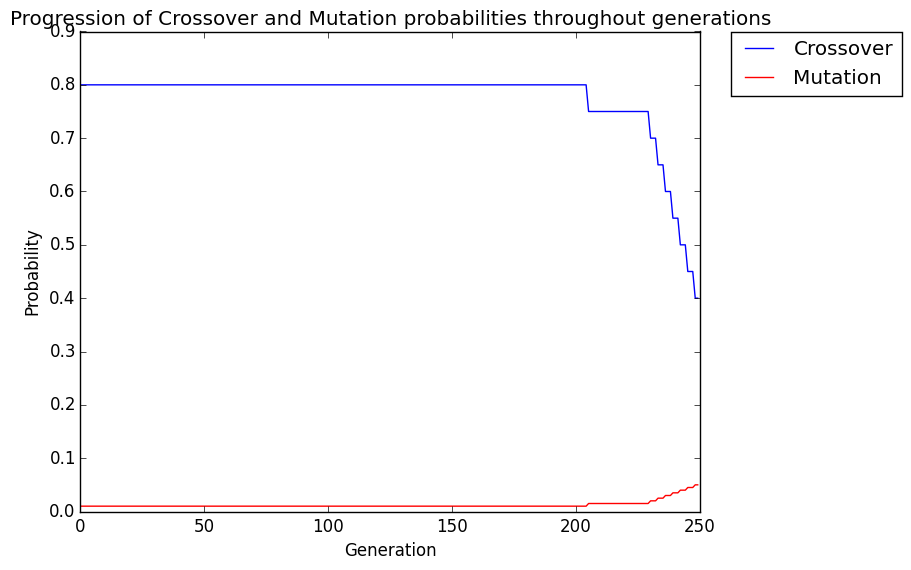 Progression of Crossover and Mutation probabilities throughout generations
0.9
0.8
0.7
0.6
0.5
0.4
0.3
0.2
0.1
0.0
Probability
0 50 100 150 200 250
Generation
Crossover
Mutation